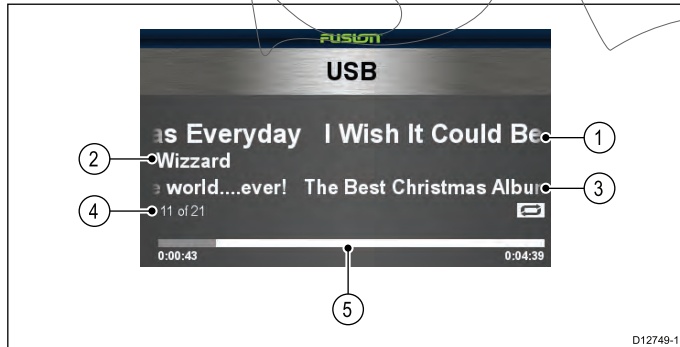 FUSION
USB
as Everyday I Wish It Could Be
1
2
Wizzard
e world....ever! The Best Christmas Album
3
4
11 of 21
0:00:43
0:04:39
5
D12749-1